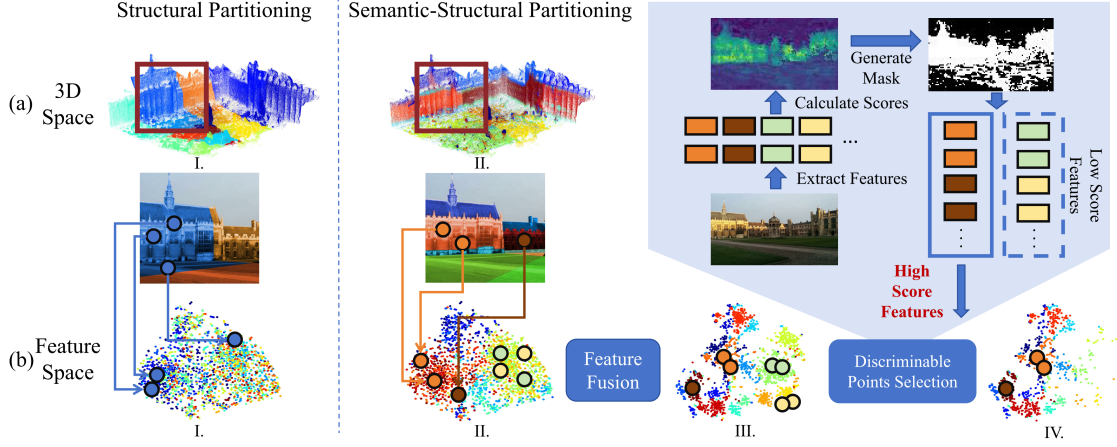 Structural Partitioning
Semantic-Structural Partitioning
(a)
3D
Space
I.
II.
Generate
Mask
Calculate Scores
...
Extract Features
Low Score
Features
High
Score
Features
(b)
Feature
Space
Feature
Fusion
Discriminable
Points Selection
I.
II.
III.
IV.